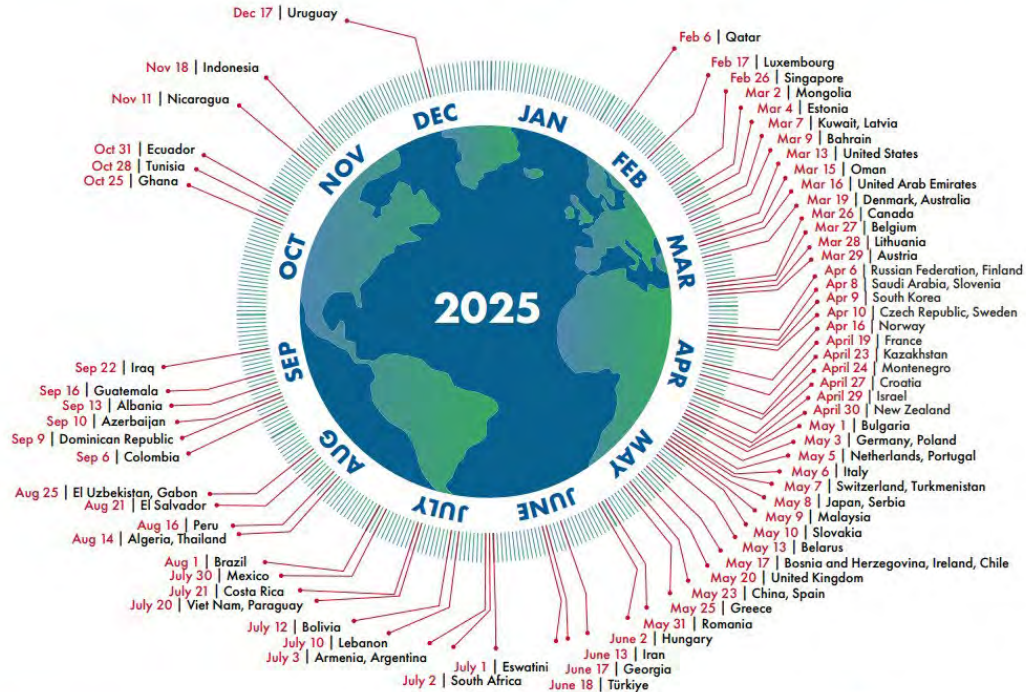 Dec 17 | Uruguay
Nov 18 | Indonesia
Nov 11 | Nicaragua
Oct 31 | Ecuador
Oct 28 | Tunisia
Oct 25 | Ghana
Sep 22 | Iraq
Sep 16 | Guatemala
Sep 13 | Albania
Sep 10 | Azerbaijan
Sep 9 | Dominican Republic
Sep 6 | Colombia
Aug 25 | El Uzbekistan, Gabon
Aug 21 | El Salvador
Aug 16 | Peru
Aug 14 | Algeria, Thailand
Aug 1 | Brazil
July 30 | Mexico
July 21 | Costa Rica
July 20 | Viet Nam, Paraguay
July 12 | Bolivia
July 10 | Lebanon
July 3 | Armenia, Argentina
July 1 | Eswatini
July 2 | South Africa
JAN
FEB
MAR
APR
MAY
JUNE
JULY
AUG
SEP
OCT
NOV
DEC
2025
Feb 6 | Qatar
Feb 17 | Luxembourg
Feb 26 | Singapore
Mar 2 | Mongolia
Mar 4 | Estonia
Mar 7 | Kuwait, Latvia
Mar 9 | Bahrain
Mar 13 | United States
Mar 15 | Oman
Mar 16 | United Arab Emirates
Mar 19 | Denmark, Australia
Mar 26 | Canada
Mar 27 | Belgium
Mar 28 | Lithuania
Mar 29 | Austria
Apr 6 | Russian Federation, Finland
Apr 8 | Saudi Arabia, Slovenia
Apr 9 | South Korea
Apr 10 | Czech Republic, Sweden
Apr 16 | Norway
April 19 | France
April 23 | Kazakhstan
April 24 | Montenegro
April 27 | Croatia
April 29 | Israel
April 30 | New Zealand
May 1 | Bulgaria
May 3 | Germany, Poland
May 5 | Netherlands, Portugal
May 6 | Italy
May 7 | Switzerland, Turkmenistan
May 8 | Japan, Serbia
May 9 | Malaysia
May 10 | Slovakia
May 13 | Belarus
May 17 | Bosnia and Herzegovina, Ireland, Chile
May 20 | United Kingdom
May 23 | China, Spain
May 25 | Greece
May 31 | Romania
June 2 | Hungary
June 13 | Iran
June 17 | Georgia
June 18 | Türkiye